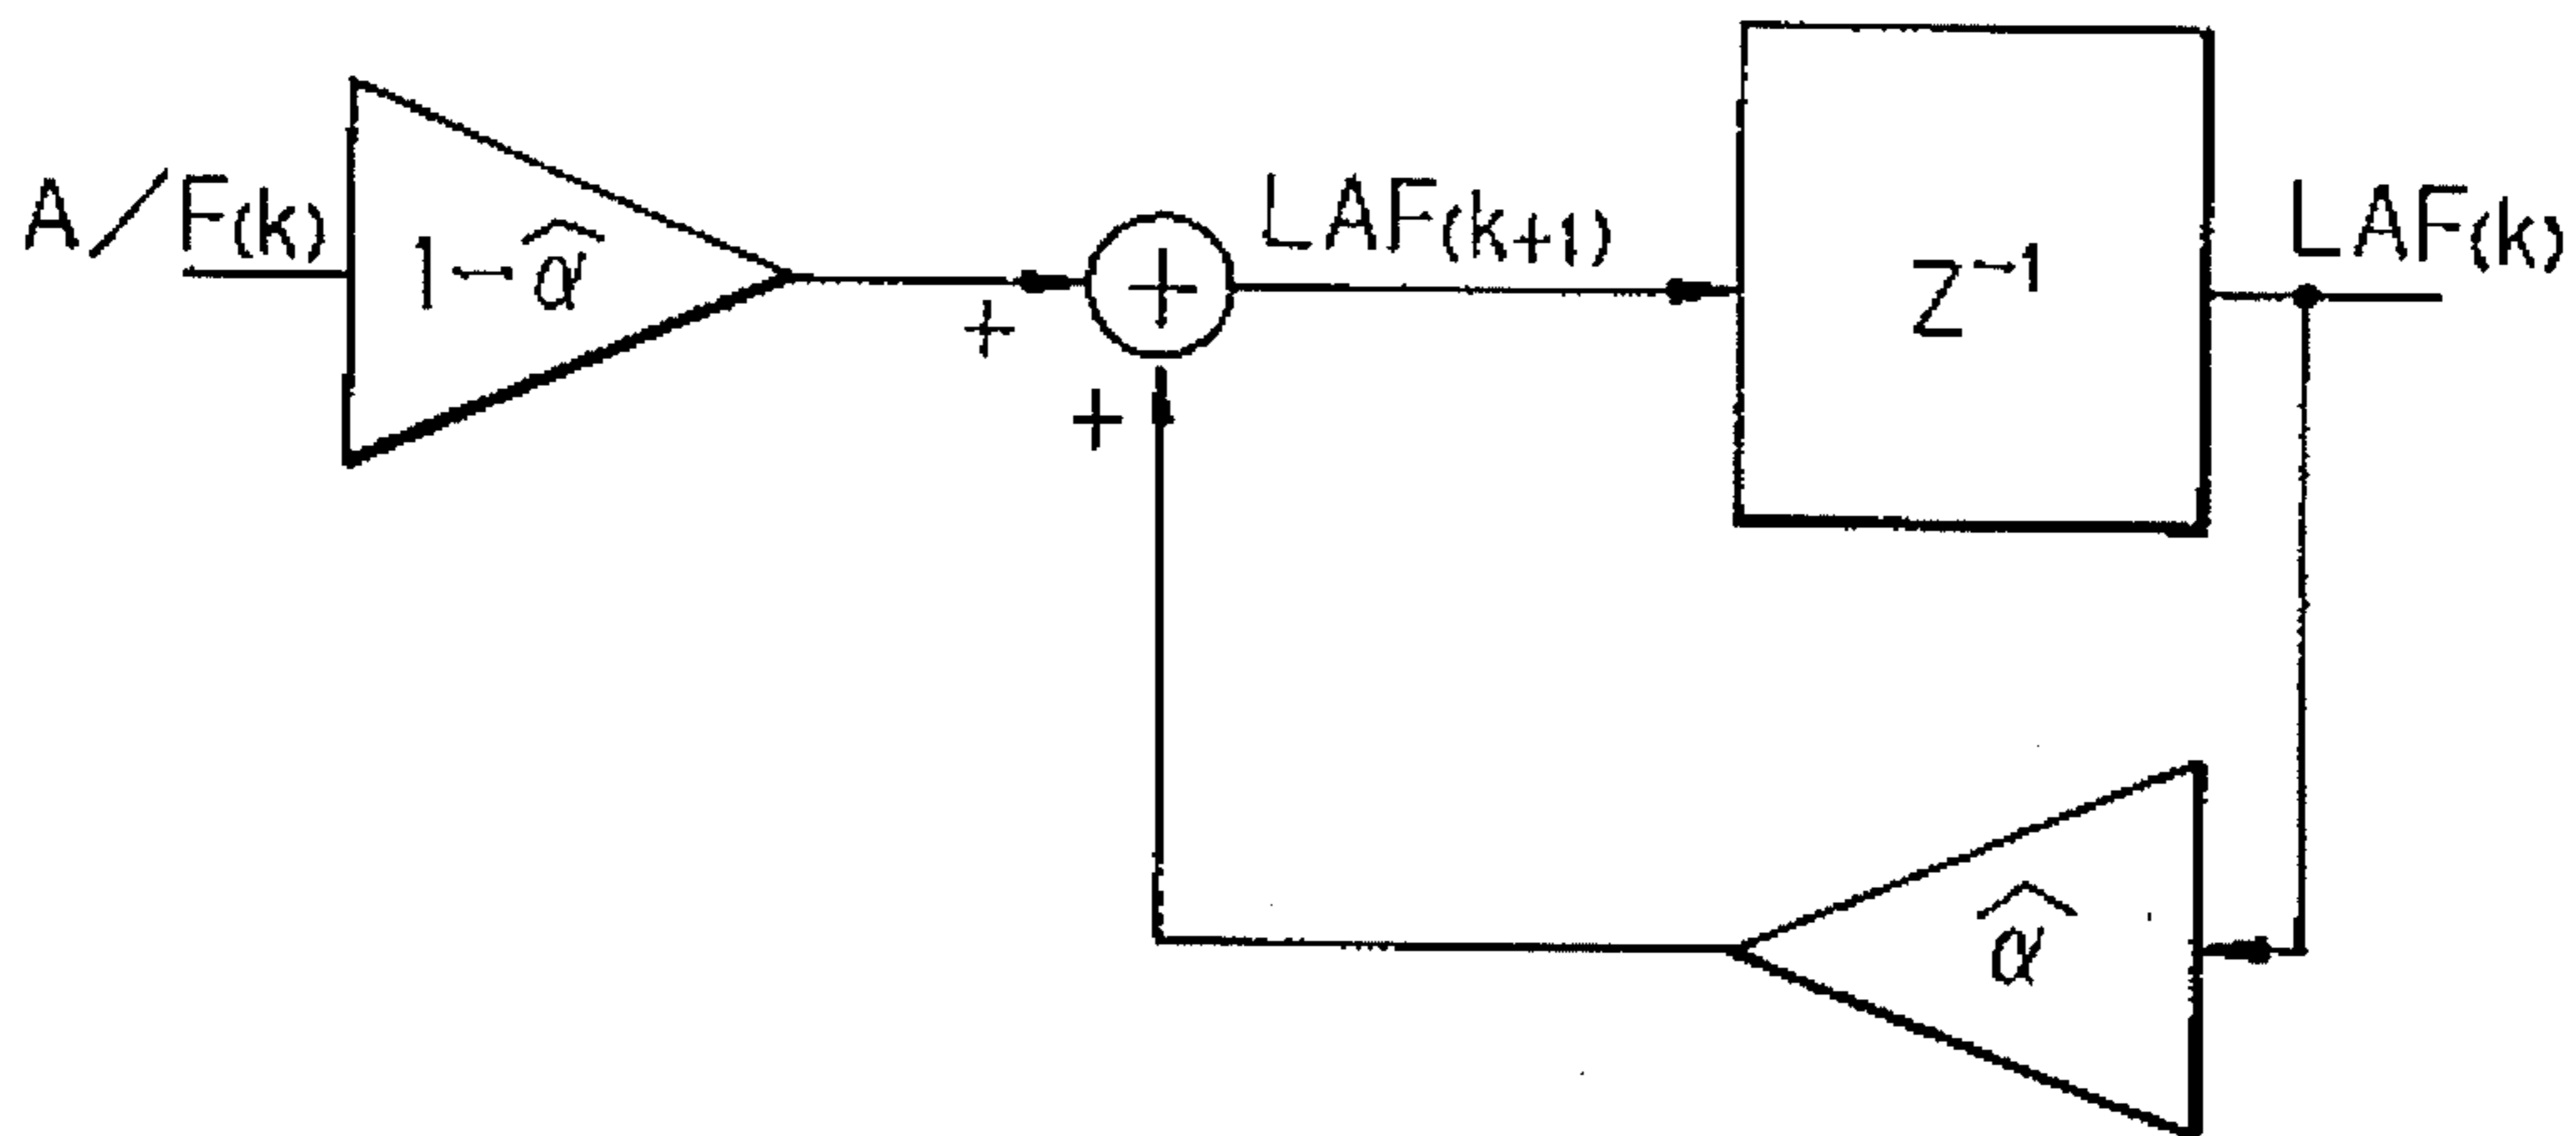 A/F(k)
1-α̂
+
+
+
LAF(k+1)
Z⁻¹
LAF(k)
α̂